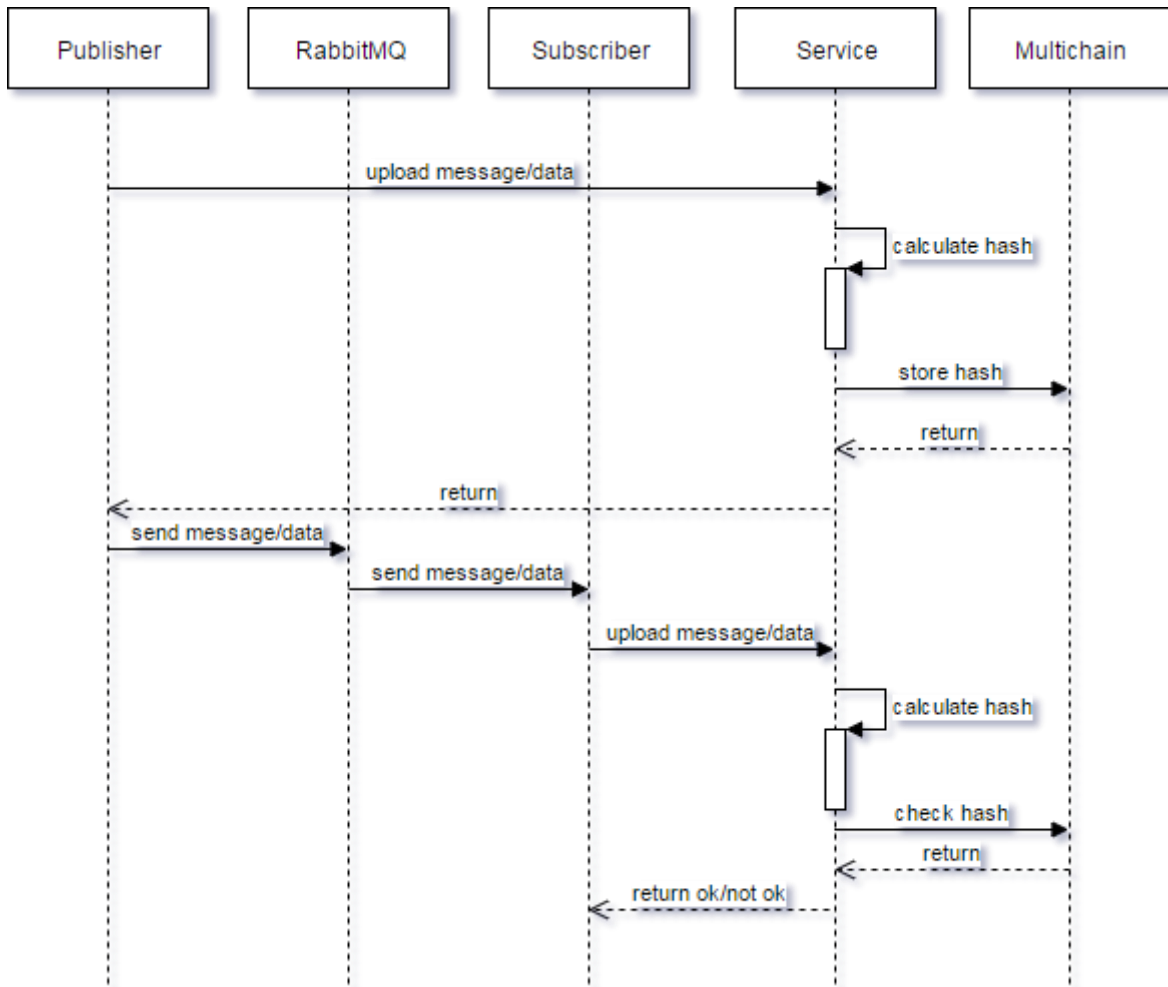 Publisher
RabbitMQ
Subscriber
Service
Multichain
upload message/data
calculate hash
store hash
return
return
send message/data
send message/data
upload message/data
calculate hash
check hash
return
return ok/not ok